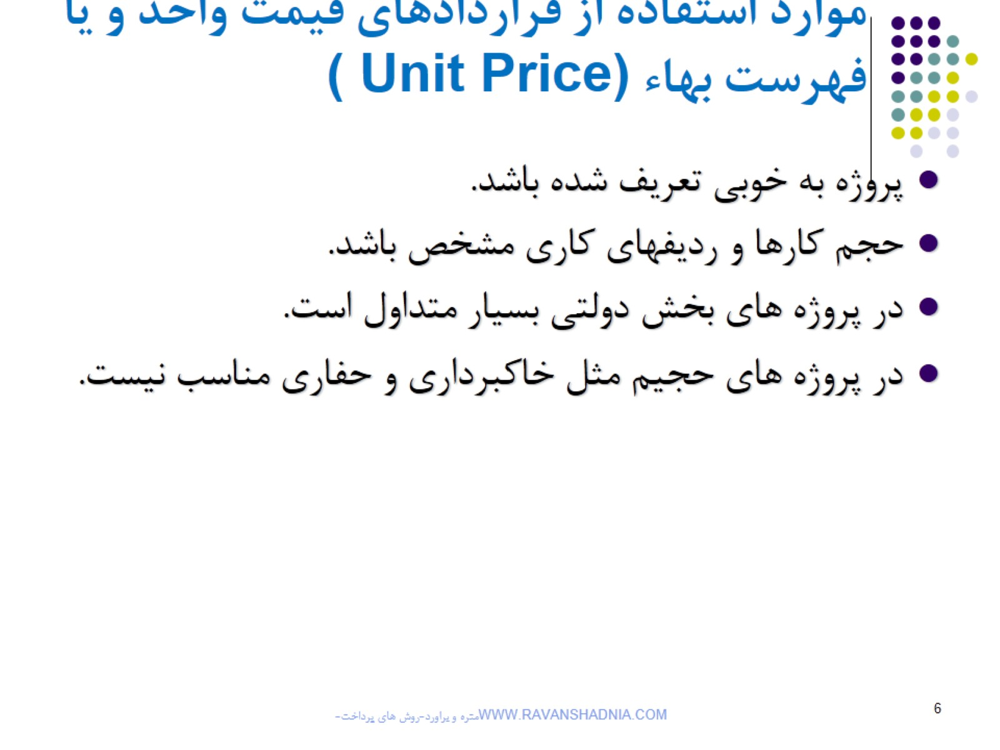 موارد استفاده از قراردادهای قیمت واحد و یا
فهرست بهاء (Unit Price )
پروژه به خوبی تعریف شده باشد.
حجم کارها و ردیفهای کاری مشخص باشد.
در پروژه های بخش دولتی بسیار متداول است.
در پروژه های حجیم مثل خاکبرداری و حفاری مناسب نیست.
متره و براورد-روش های پرداخت-WWW.RAVANSHADNIA.COM
6